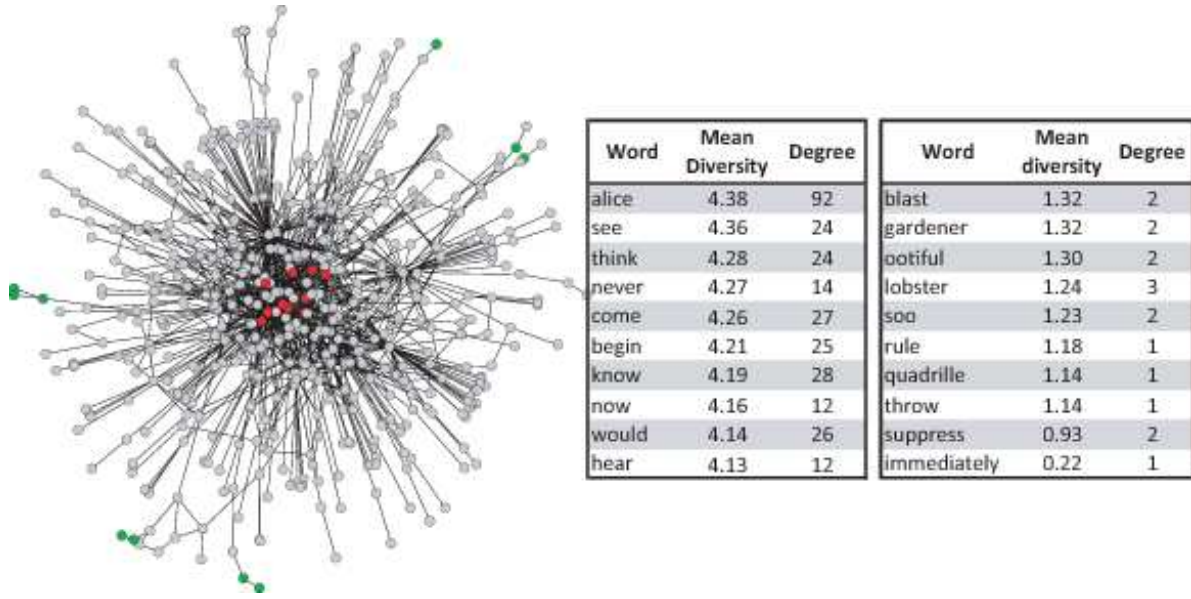 Word Mean Diversity Degree
alice 4.38 92
see 4.36 24
think 4.28 24
never 4.27 14
come 4.26 27
begin 4.21 25
know 4.19 28
now 4.16 12
would 4.14 26
hear 4.13 12
Word Mean diversity Degree
blast 1.32 2
gardener 1.32 2
ootiful 1.30 2
lobster 1.24 3
soo 1.23 2
rule 1.18 1
quadrille 1.14 1
throw 1.14 1
suppress 0.93 2
immediately 0.22 1